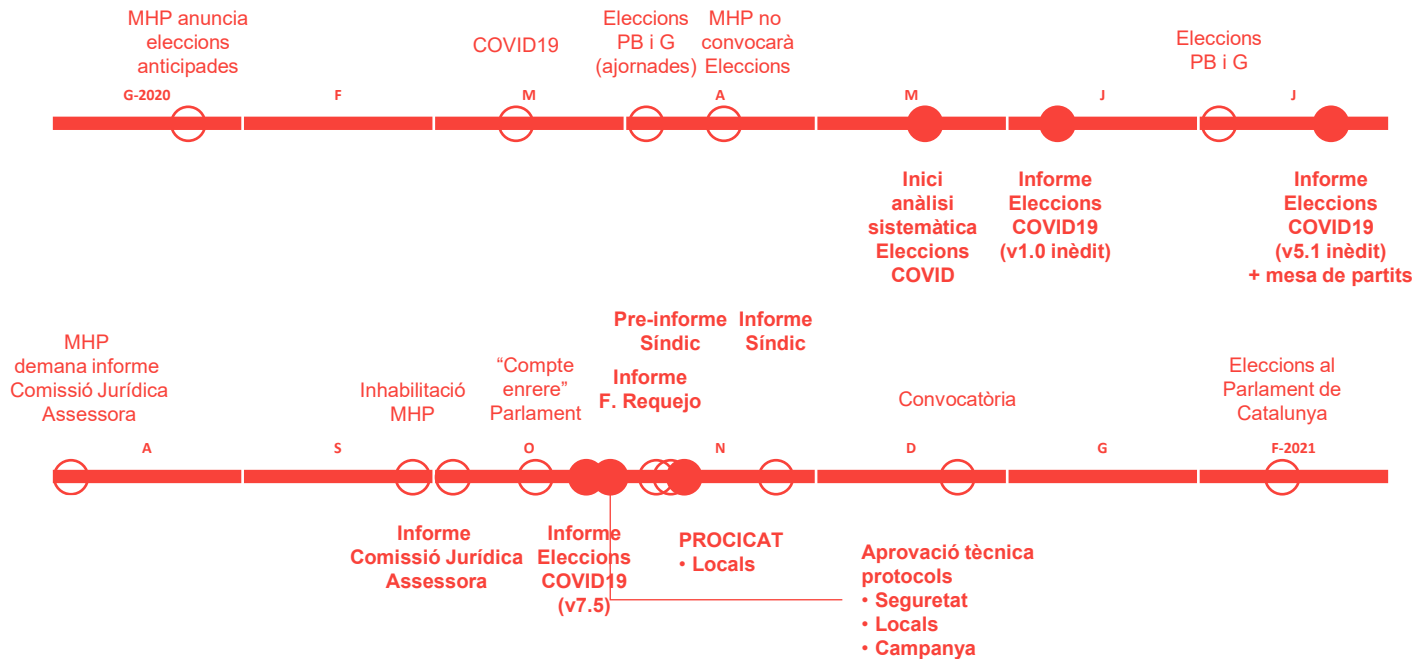 MHP anuncia
eleccions
anticipades
COVID19
Eleccions
PB i G
(ajornades)
MHP no
convocarà
Eleccions
Eleccions
PB i G
G-2020
F
M
A
M
J
J
Inici
anàlisi
sistemàtica
Eleccions
COVID
Informe
Eleccions
COVID19
(v1.0 inèdit)
Informe
Eleccions
COVID19
(v5.1 inèdit)
+ mesa de partits
MHP
demana informe
Comissió Jurídica
Assessora
Inhabilitació
MHP
“Compte
enrere”
Parlament
Pre-informe
Síndic
Informe
F. Requejo
Informe
Síndic
Convocatòria
Eleccions al
Parlament de
Catalunya
A
S
O
N
D
G
F-2021
Informe
Comissió Jurídica
Assessora
Informe
Eleccions
COVID19
(v7.5)
PROCICAT
• Locals
Aprovació tècnica
protocols
• Seguretat
• Locals
• Campanya